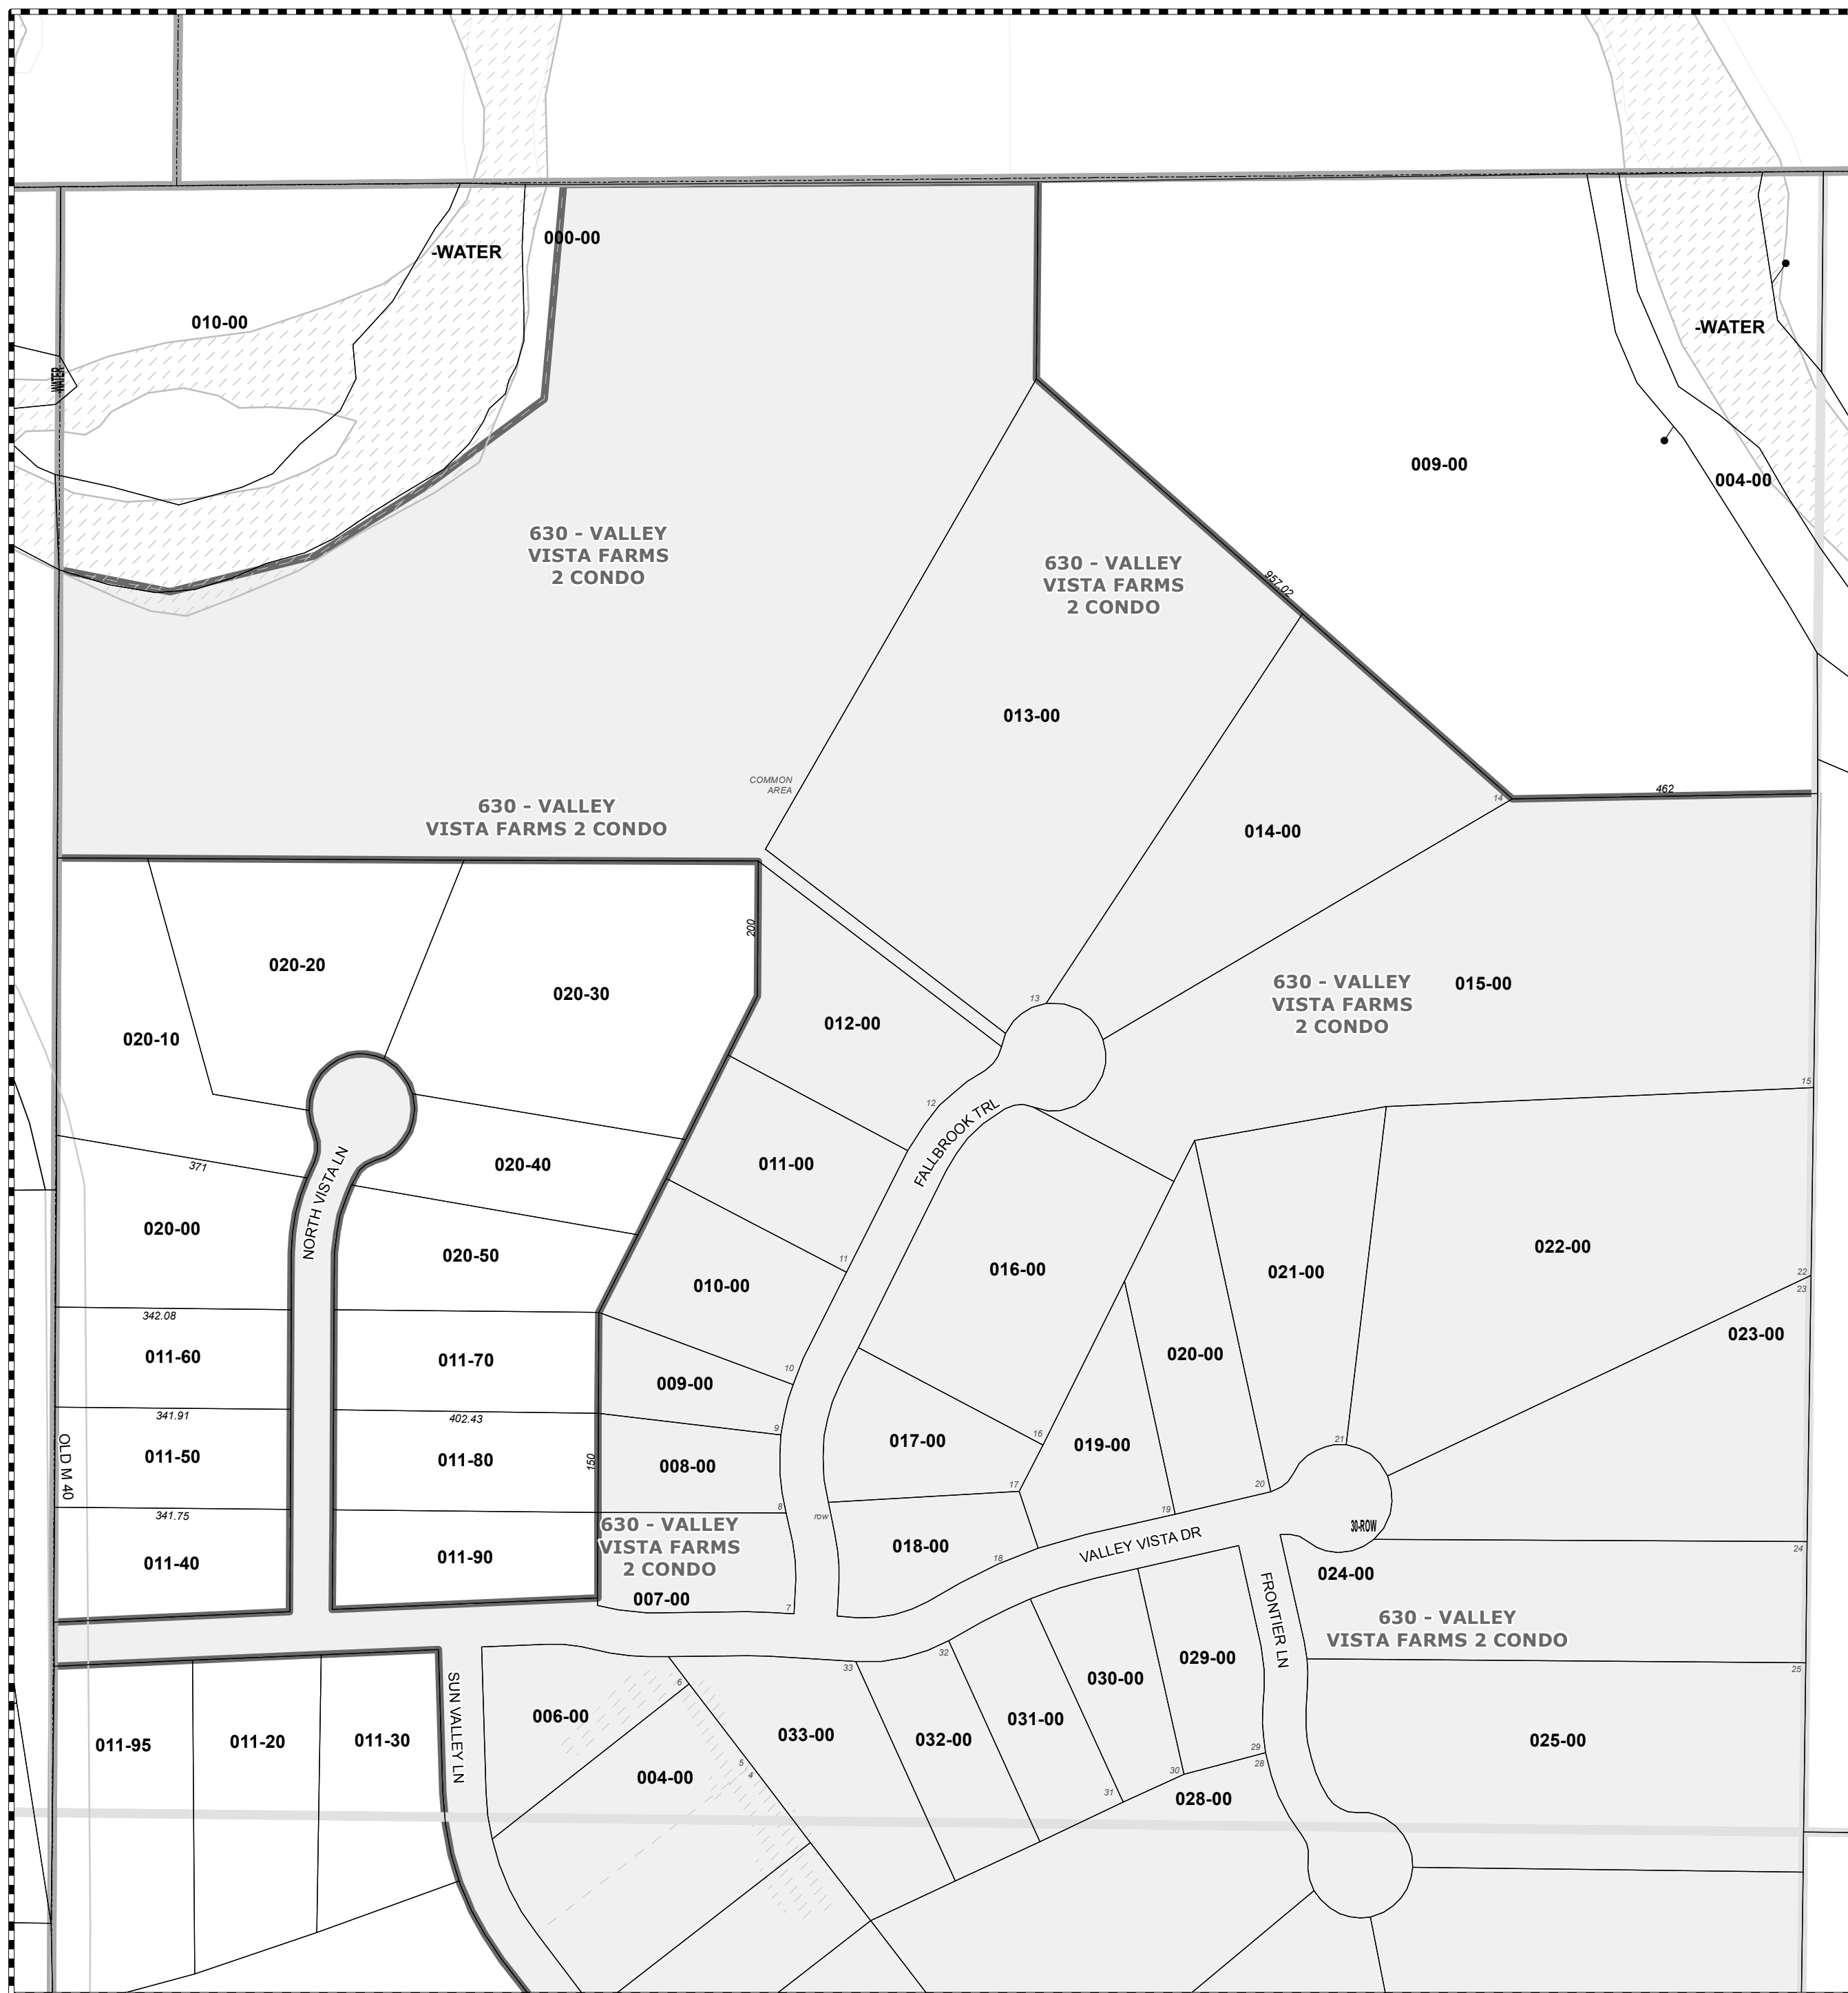 000-00
-WATER
010-00
-WATER
-WATER
009-00
004-00
630 - VALLEY
VISTA FARMS
2 CONDO
630 - VALLEY
VISTA FARMS
2 CONDO
957.02
013-00
COMMON
AREA
462
14
630 - VALLEY
VISTA FARMS 2 CONDO
014-00
200
020-20
020-30
630 - VALLEY
VISTA FARMS
2 CONDO
015-00
13
012-00
020-10
15
12
FALLBROOK TRL
371
020-40
011-00
NORTH VISTA LN
020-00
020-50
11
010-00
016-00
021-00
022-00
22
23
342.08
011-60
011-70
10
009-00
020-00
023-00
341.91
402.43
9
16
21
OLD M 40
011-50
011-80
150
008-00
017-00
019-00
17
20
341.75
8
row
19
30-ROW
630 - VALLEY
VISTA FARMS
2 CONDO
011-40
011-90
018-00
18
VALLEY VISTA DR
24
024-00
007-00
7
FRONTIER LN
630 - VALLEY
VISTA FARMS 2 CONDO
32
33
25
029-00
030-00
6
SUN VALLEY LN
006-00
033-00
032-00
031-00
011-95
011-20
011-30
025-00
29
28
5
4
004-00
30
31
028-00